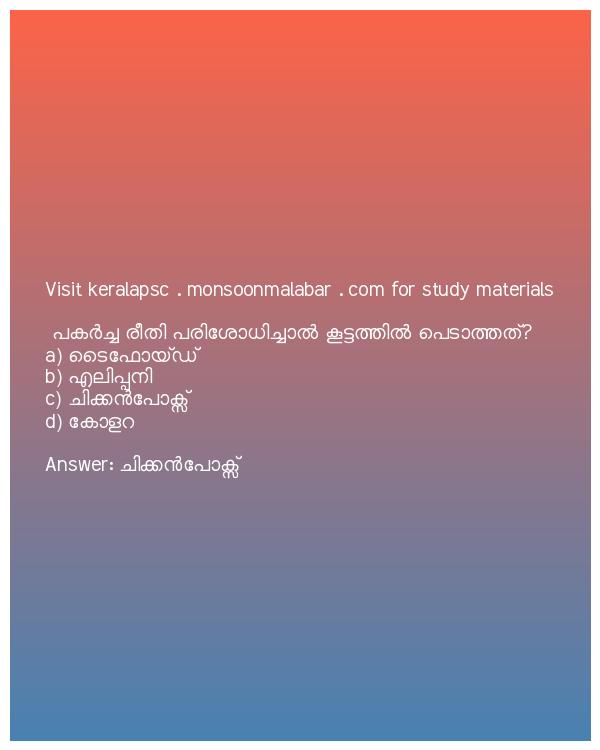 Visit keralapsc . monsoonmalabar . com for study materials
പകർച്ച രീതി പരിശോധിച്ചാൽ കൂട്ടത്തിൽ പെടാത്തത്?
a) ടൈഫോയ്ഡ്
b) എലിപ്പനി
c) ചിക്കൻപോക്സ്
d) കോളറ
Answer: ചിക്കൻപോക്സ്